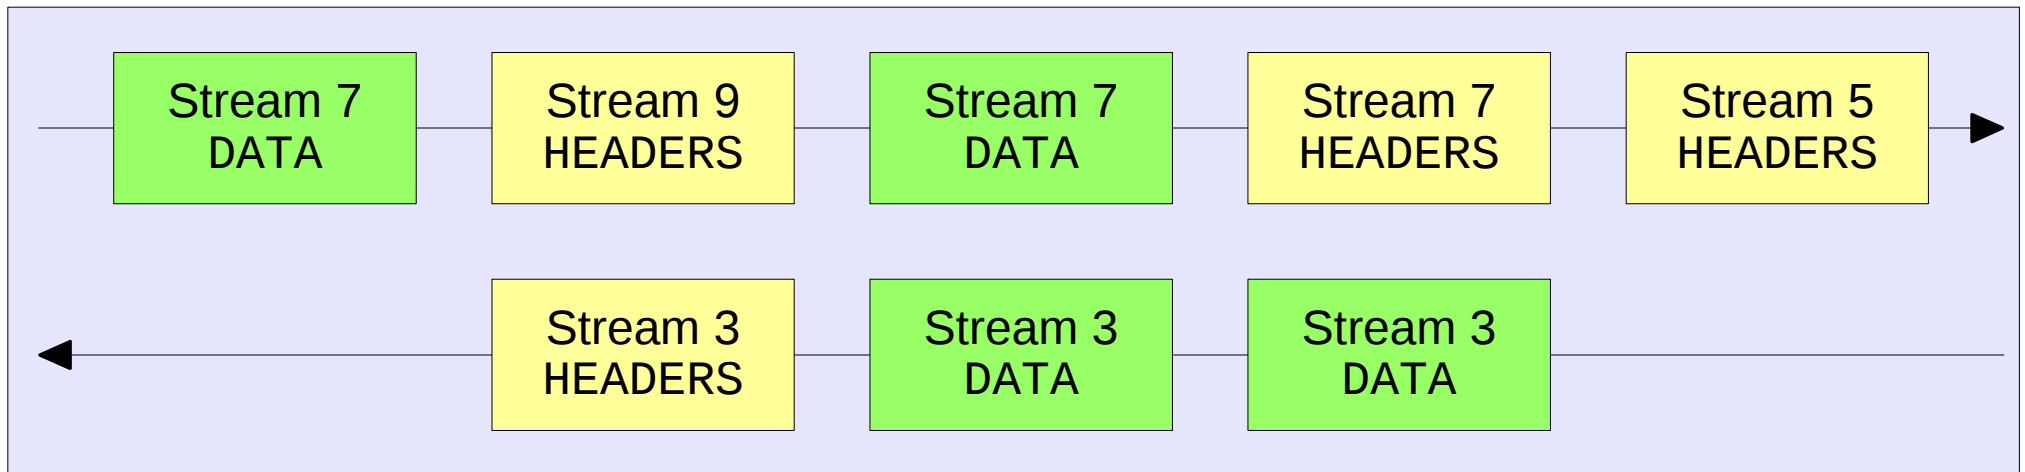 Stream 7
DATA
Stream 9
HEADERS
Stream 7
DATA
Stream 7
HEADERS
Stream 5
HEADERS
Stream 3
HEADERS
Stream 3
DATA
Stream 3
DATA